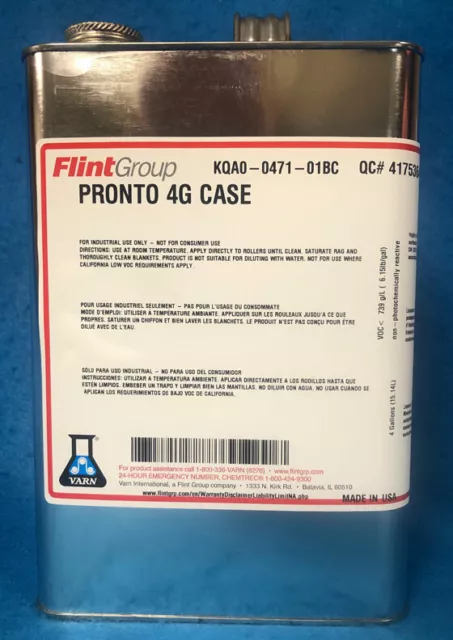 FlintGroup KQA0-0471-01BC QC# 417536
PRONTO 4G CASE
FOR INDUSTRIAL USE ONLY - NOT FOR CONSUMER USE
DIRECTIONS: USE AT ROOM TEMPERATURE. APPLY DIRECTLY TO ROLLERS UNTIL CLEAN. SATURATE RAG AND
THOROUGHLY CLEAN BLANKETS. PRODUCT IS NOT SUITABLE FOR DILUTING WITH WATER. NOT FOR USE WHERE
CALIFORNIA LOW VOC REQUIREMENTS APPLY.
POUR USAGE INDUSTRIEL SEULEMENT - PAS POUR L'USAGE OU CONSOMMATE
MODE D'EMPLOI: UTILISER À TEMPÉRATURE AMBIANTE. APPLIQUER SUR LES ROULEAUX JUSQU'A CE QUE
PROPRES. SATURER UN CHIFFON ET BIEN LAVER LES BLANCHETS. LE PRODUIT N'EST PAS CONÇU POUR ÊTRE
DILUÉ AVEC DE L'EAU.
SÓLO PARA USO INDUSTRIAL - NO PARA USO DEL CONSUMIDOR
INSTRUCCIONES: UTILIZAR A TEMPERATURA AMBIENTE. APLICAR DIRECTAMENTE A LOS RODILLOS HASTA QUE
ESTÉN LIMPIOS. EMBEBER UN TRAPO Y LIMPIAR BIEN LAS MANTILLAS. NO DILUIR CON AGUA. NO USAR CUANDO SE
APLICAN LOS REQUERIMIENTOS DE BAJO VOC DE CALIFORNIA.
VOC< 739 g/L ( 6.15lb/gal)
non-photochemically reactive
4 Gallons (15.14L)
VARN
For product assistance call 1-800-336-VARN (8276) • www.flintgrp.com
24-HOUR EMERGENCY NUMBER, CHEMTREC®1-800-424-9300
Varn International, a Flint Group company • 1333 N. Kirk Rd. • Batavia, IL 60510
www.flintgrp.com/en/WarrantyDisclaimerLiabilityLimitNA.php
MADE IN USA